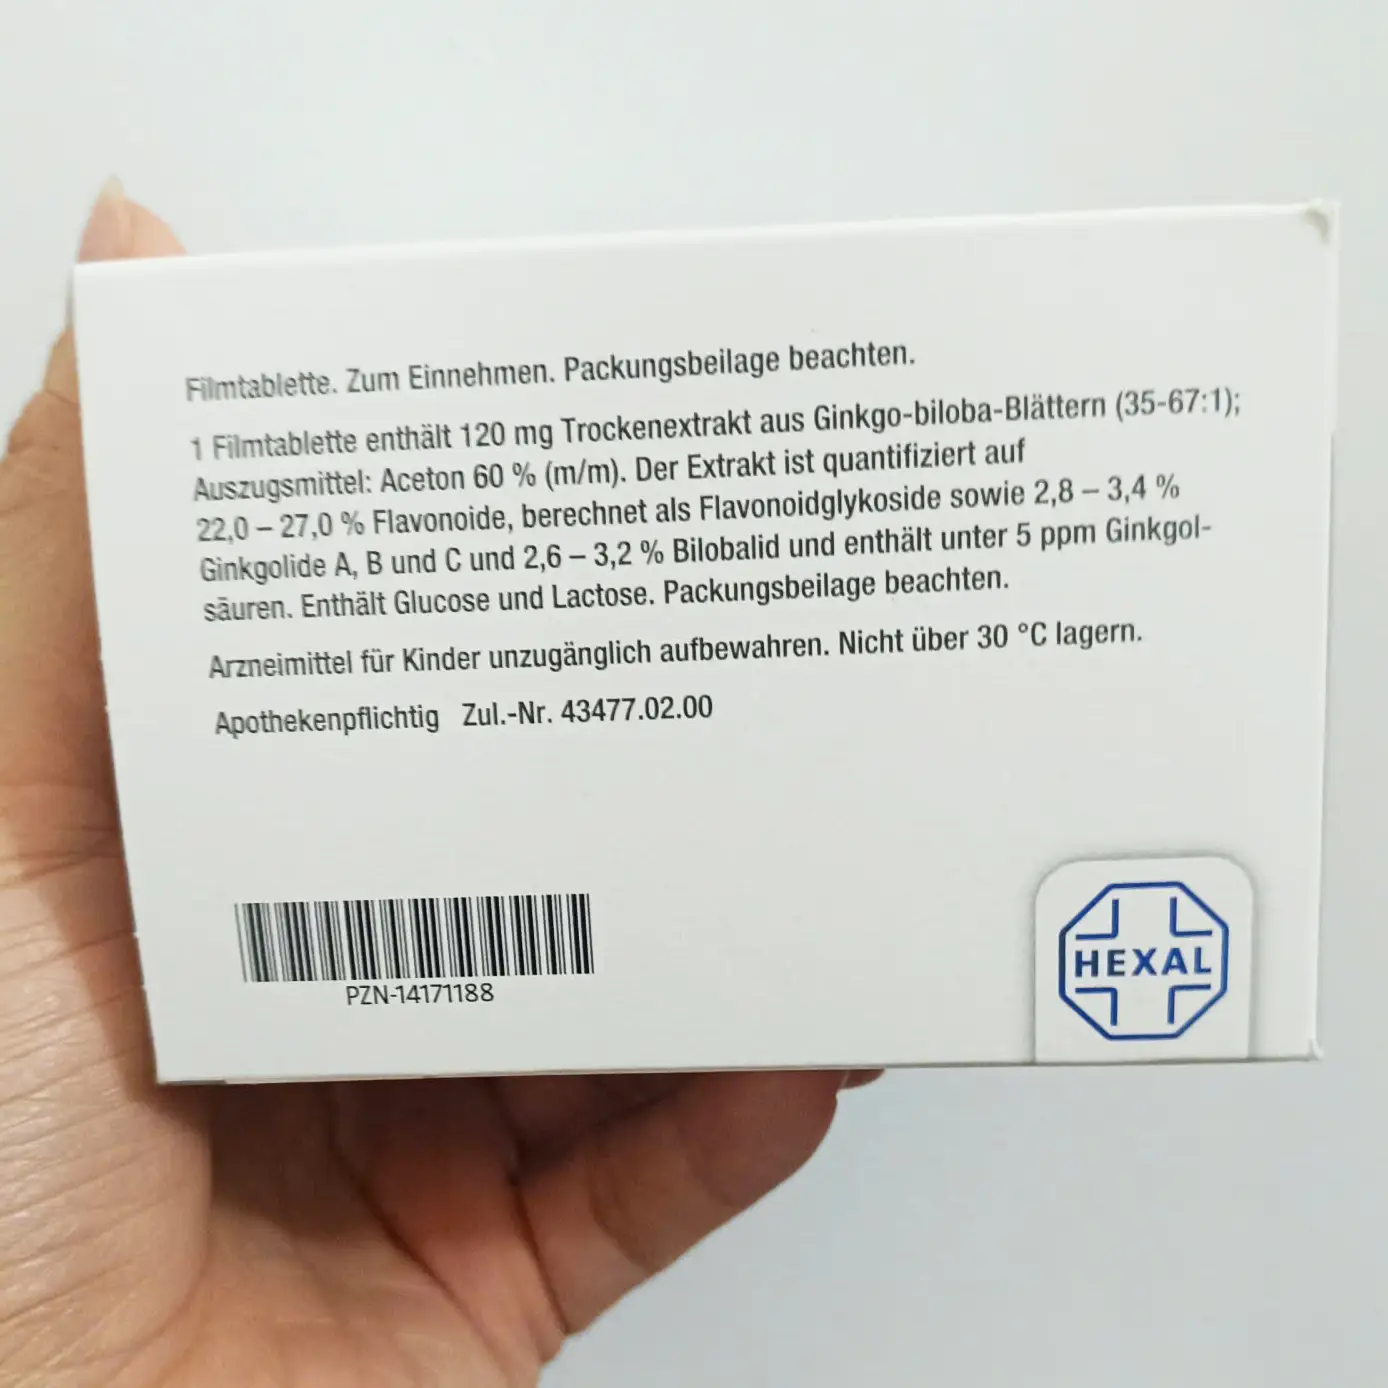 Filmtablette. Zum Einnehmen. Packungsbeilage beachten.
1 Filmtablette enthält 120 mg Trockenextrakt aus Ginkgo-biloba-Blättern (35-67:1);
Auszugsmittel: Aceton 60 % (m/m). Der Extrakt ist quantifiziert auf
22,0 – 27,0 % Flavonoide, berechnet als Flavonoidglykoside sowie 2,8 – 3,4 %
Ginkgolide A, B und C und 2,6 – 3,2 % Bilobalid und enthält unter 5 ppm Ginkgol-
säuren. Enthält Glucose und Lactose. Packungsbeilage beachten.
Arzneimittel für Kinder unzugänglich aufbewahren. Nicht über 30 °C lagern.
Apothekenpflichtig Zul.-Nr. 43477.02.00
PZN-14171188
HEXAL